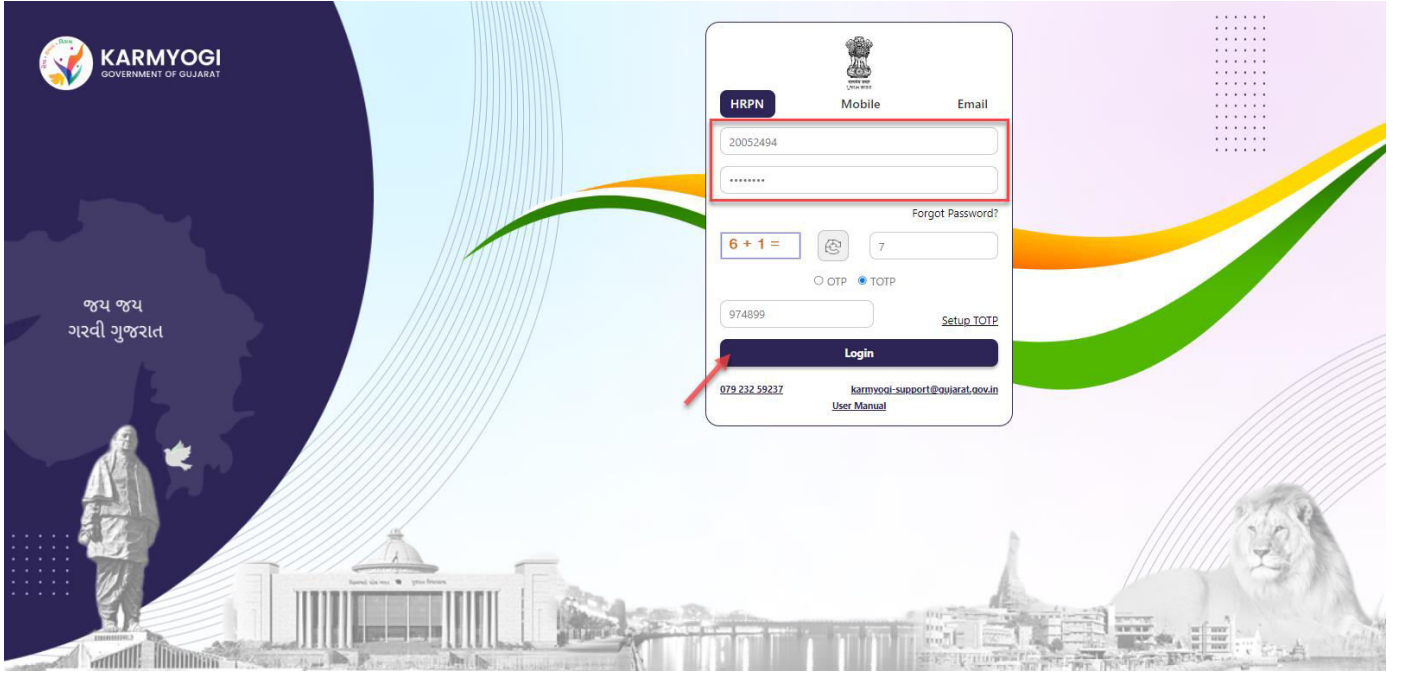 KARMYOGI
GOVERNMENT OF GUJARAT
જય જય
ગરવી ગુજરાત
HRPN Mobile Email
20052494
••••••••
Forgot Password?
6 + 1 = 7
OTP TOTP
974899 Setup TOTP
Login
079 232 59237 karmyogi-support@gujarat.gov.in
User Manual